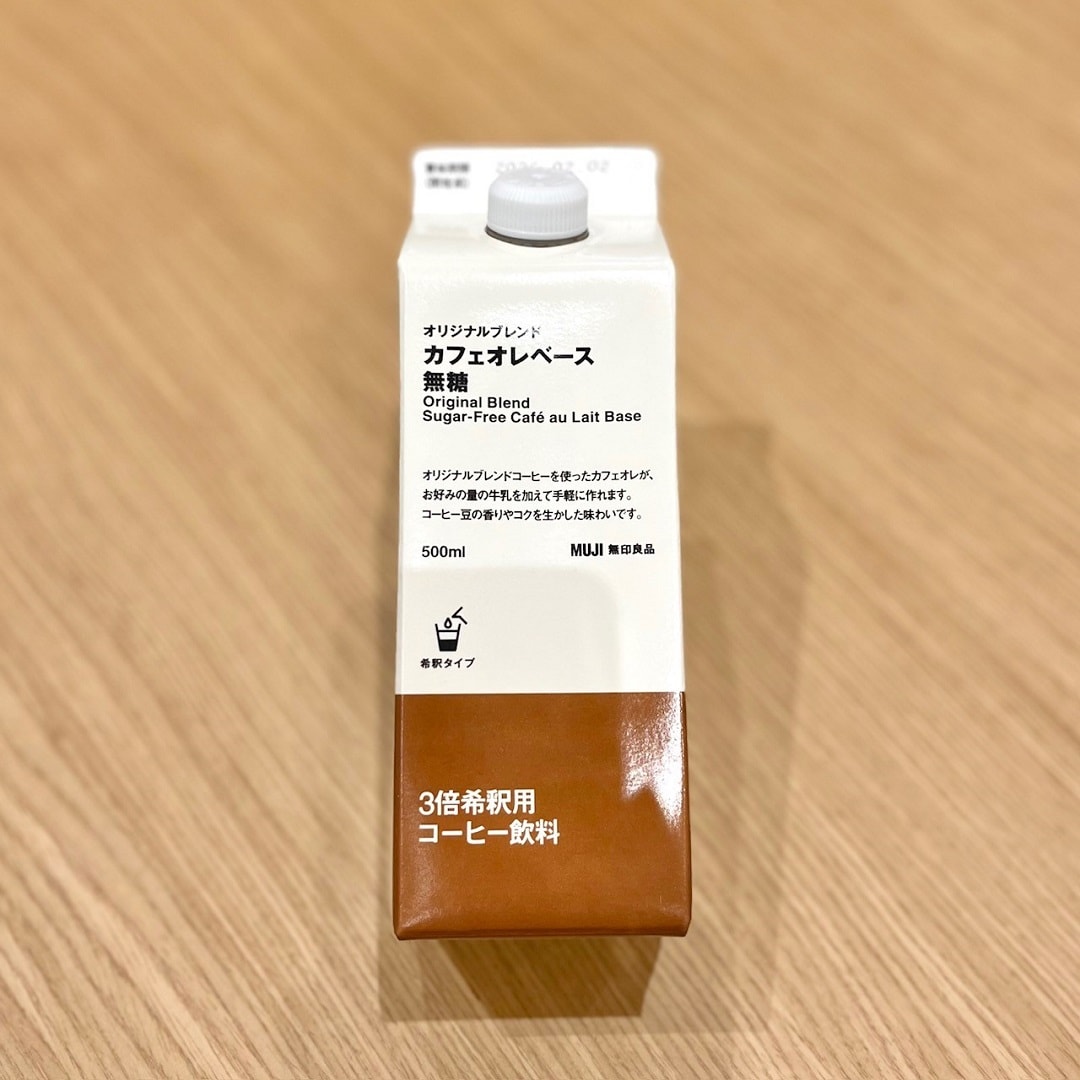 オリジナルブレンド
カフェオレベース
無糖
Original Blend
Sugar-Free Café au Lait Base
オリジナルブレンドコーヒーを使ったカフェオレが、
お好みの量の牛乳を加えて手軽に作れます。
コーヒー豆の香りやコクを生かした味わいです。
500ml
MUJI 無印良品
希釈タイプ
3倍希釈用
コーヒー飲料